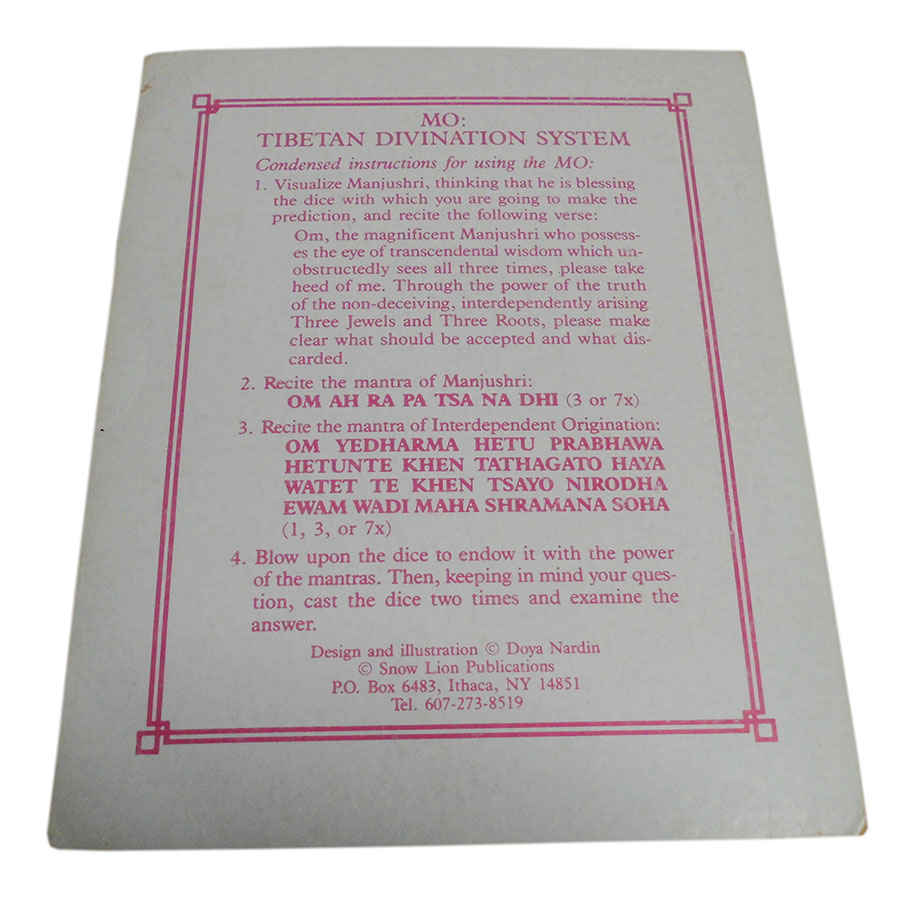 MO:
TIBETAN DIVINATION SYSTEM
Condensed instructions for using the MO:
1. Visualize Manjushri, thinking that he is blessing
the dice with which you are going to make the
prediction, and recite the following verse:
Om, the magnificent Manjushri who possess-
es the eye of transcendental wisdom which un-
obstructedly sees all three times, please take
heed of me. Through the power of the truth
of the non-deceiving, interdependently arising
Three Jewels and Three Roots, please make
clear what should be accepted and what dis-
carded.
2. Recite the mantra of Manjushri:
OM AH RA PA TSA NA DHI (3 or 7x)
3. Recite the mantra of Interdependent Origination:
OM YEDHARMA HETU PRABHAWA
HETUNTE KHEN TATHAGATO HAYA
WATET TE KHEN TSAYO NIRODHA
EWAM WADI MAHA SHRAMANA SOHA
(1, 3, or 7x)
4. Blow upon the dice to endow it with the power
of the mantras. Then, keeping in mind your ques-
tion, cast the dice two times and examine the
answer.
Design and illustration © Doya Nardin
© Snow Lion Publications
P.O. Box 6483, Ithaca, NY 14851
Tel. 607-273-8519